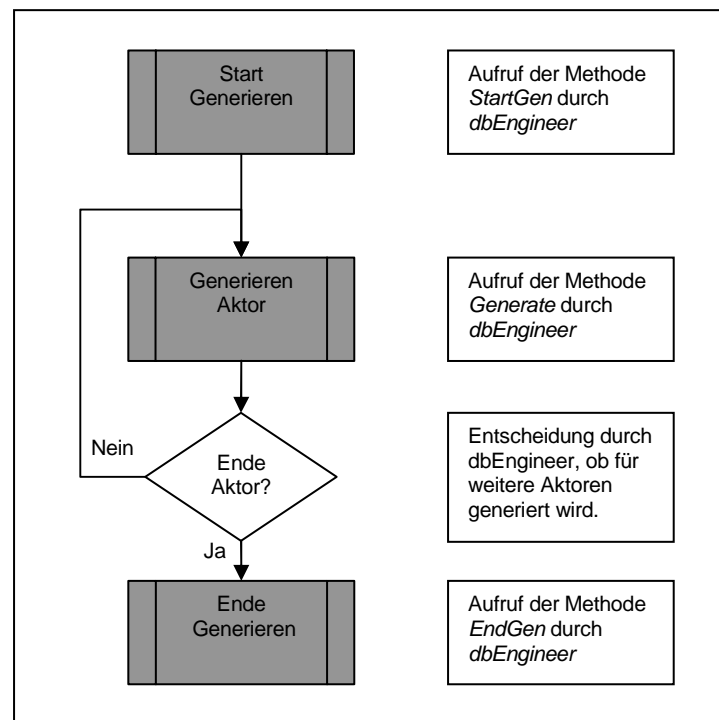 Start
Generieren
Aufruf der Methode
StartGen durch
dbEngineer
Generieren
Aktor
Aufruf der Methode
Generate durch
dbEngineer
Nein
Ende
Aktor?
Entscheidung durch
dbEngineer, ob für
weitere Aktoren
generiert wird.
Ja
Ende
Generieren
Aufruf der Methode
EndGen durch
dbEngineer